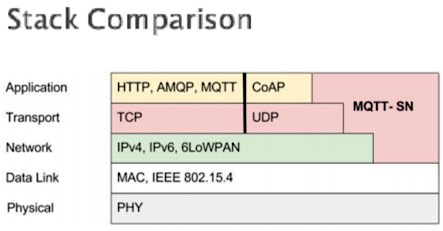 Stack Comparison
Application HTTP, AMQP, MQTT CoAP
MQTT- SN
Transport TCP UDP
Network IPv4, IPv6, 6LoWPAN
Data Link MAC, IEEE 802.15.4
Physical PHY